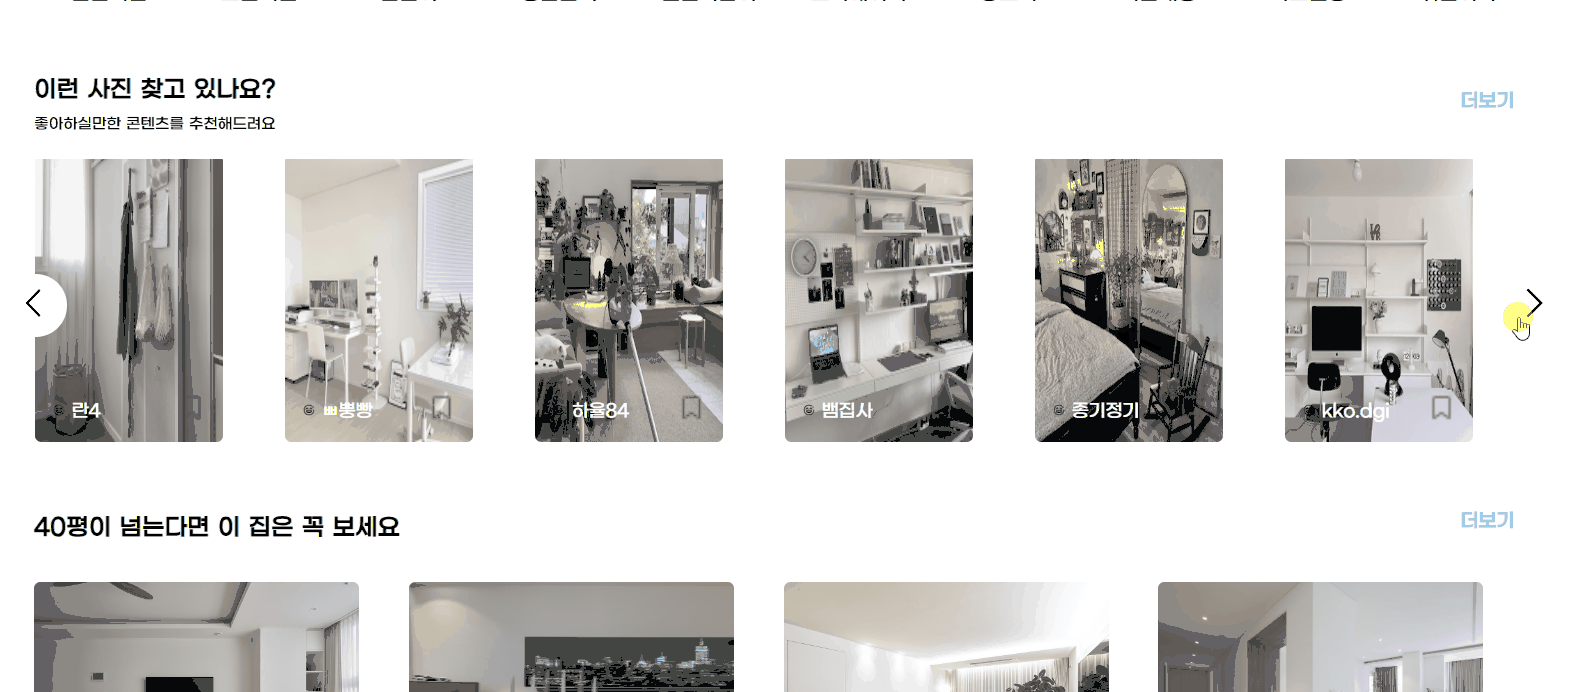 이런 사진 찾고 있나요?
더보기
좋아하실만한 콘텐츠를 추천해드려요
란4
뽀뽕빵
하율84
뱀집사
종기정기
kko.dgi
40평이 넘는다면 이 집은 꼭 보세요
더보기